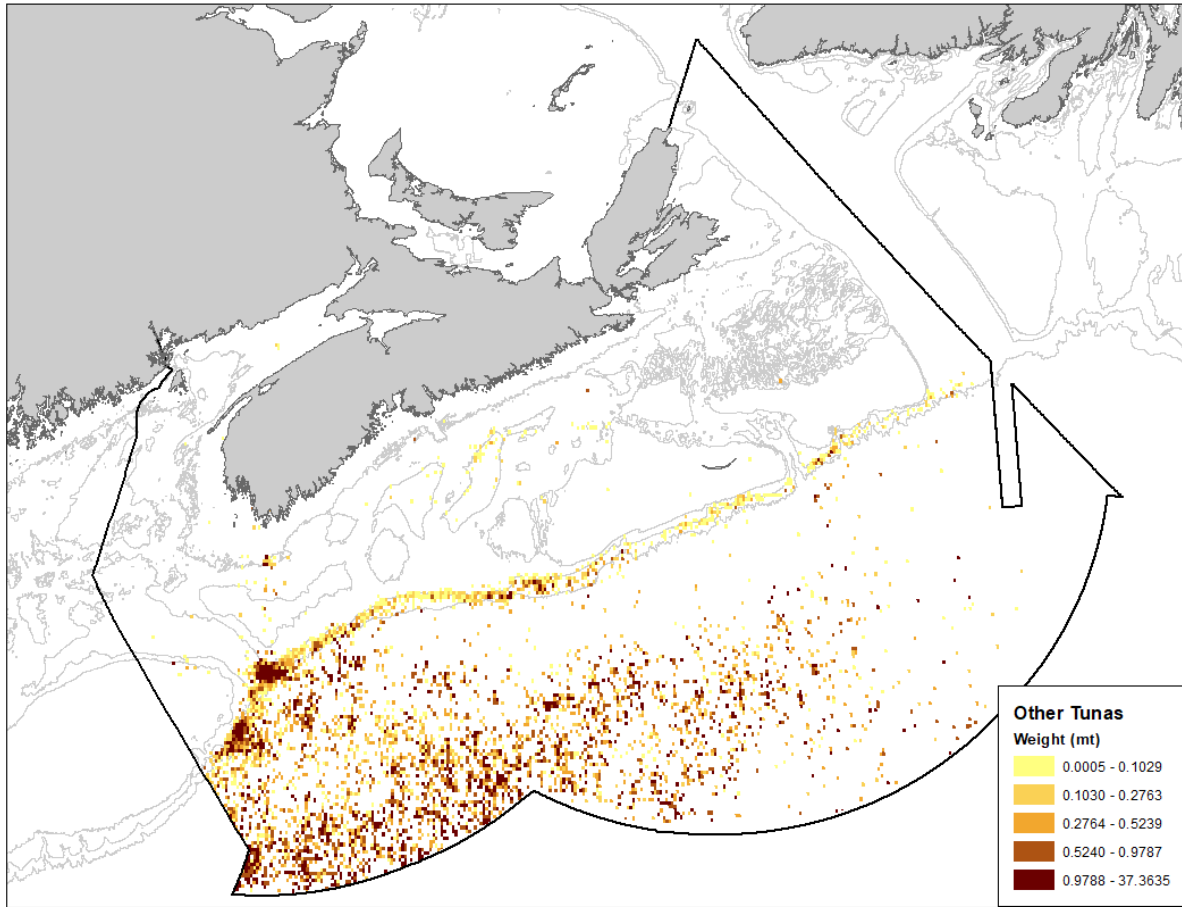 Other Tunas
Weight (mt)
0.0005 - 0.1029
0.1030 - 0.2763
0.2764 - 0.5239
0.5240 - 0.9787
0.9788 - 37.3635